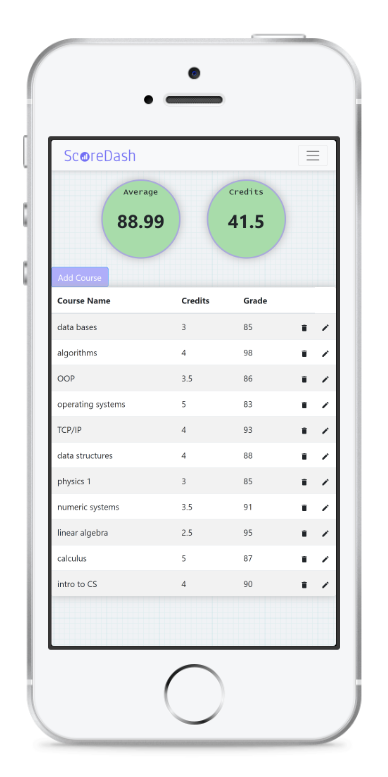 ScoreDash
Average Credits
88.99 41.5
Add Course
Course Name Credits Grade
data bases 3 85
algorithms 4 98
OOP 3.5 86
operating systems 5 83
TCP/IP 4 93
data structures 4 88
physics 1 3 85
numeric systems 3.5 91
linear algebra 2.5 95
calculus 5 87
intro to CS 4 90